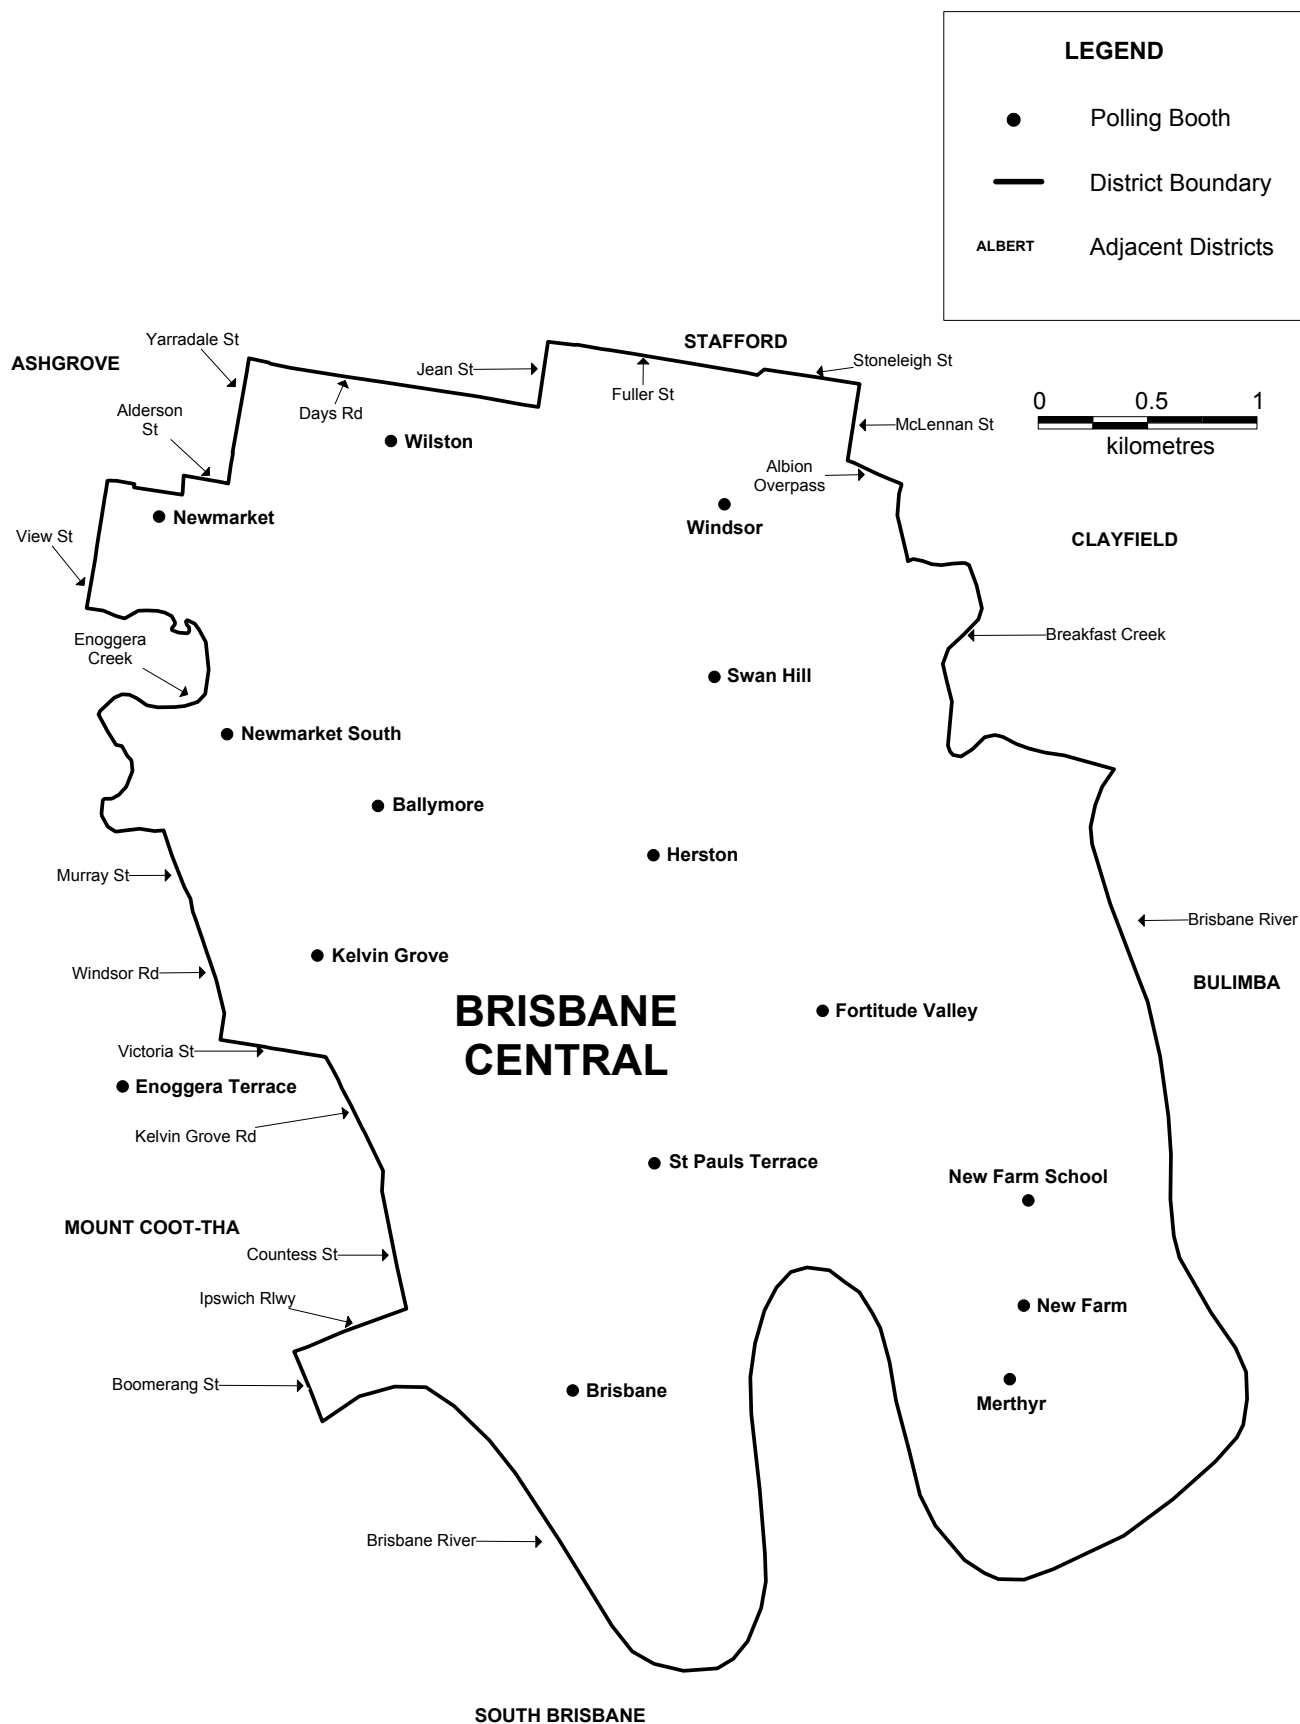 LEGEND
Polling Booth
District Boundary
ALBERT Adjacent Districts
Yarradale St
STAFFORD
ASHGROVE
Jean St
Stoneleigh St
Fuller St
0 0.5 1
kilometres
Alderson
St
Days Rd
McLennan St
Wilston
Albion
Overpass
Newmarket
Windsor
View St
CLAYFIELD
Enoggera
Creek
Breakfast Creek
Swan Hill
Newmarket South
Ballymore
Herston
Murray St
Brisbane River
Kelvin Grove
Windsor Rd
BULIMBA
BRISBANE
CENTRAL
Fortitude Valley
Victoria St
Enoggera Terrace
Kelvin Grove Rd
St Pauls Terrace
New Farm School
MOUNT COOT-THA
Countess St
Ipswich Rlwy
New Farm
Boomerang St
Brisbane
Merthyr
Brisbane River
SOUTH BRISBANE